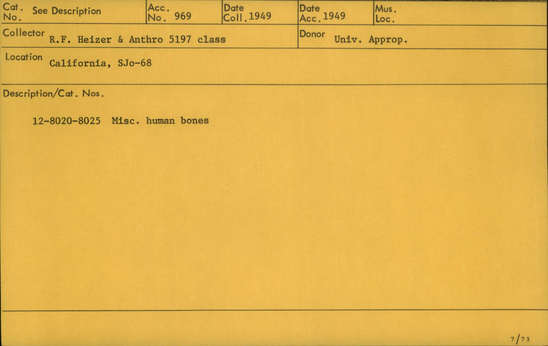 Cat. No. See Description Acc. No. 969 Date Coll. 1949 Date Acc. 1949 Mus. Loc.
Collector R.F. Heizer & Anthro 5197 class Donor Univ. Approp.
Location California, SJo-68
Description/Cat. Nos.
12-8020-8025 Misc. human bones
7/73